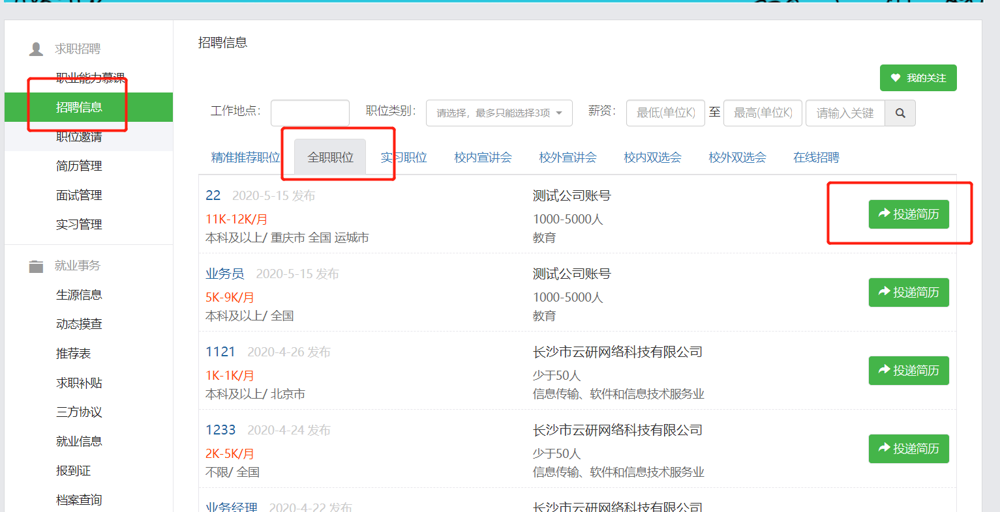 求职招聘
职业能力慕课
招聘信息
职位邀请
简历管理
面试管理
实习管理
就业事务
生源信息
动态摸查
推荐表
求职补贴
三方协议
就业信息
报到证
档案查询
招聘信息
我的关注
工作地点: 职位类别: 请选择，最多只能选择3项 薪资: 最低(单位K) 至 最高(单位K) 请输入关键
精准推荐职位 全职职位 实习职位 校内宣讲会 校外宣讲会 校内双选会 校外双选会 在线招聘
22 2020-5-15 发布 测试公司账号
11K-12K/月 1000-5000人 投递简历
本科及以上/ 重庆市 全国 运城市 教育
业务员 2020-5-15 发布 测试公司账号
5K-9K/月 1000-5000人 投递简历
本科及以上/ 全国 教育
1121 2020-4-26 发布 长沙市云研网络科技有限公司
1K-1K/月 少于50人 投递简历
本科及以上/ 北京市 信息传输、软件和信息技术服务业
1233 2020-4-24 发布 长沙市云研网络科技有限公司
2K-5K/月 少于50人 投递简历
不限/ 全国 信息传输、软件和信息技术服务业
业务经理 2020-4-22 发布 长沙市云研网络科技有限公司